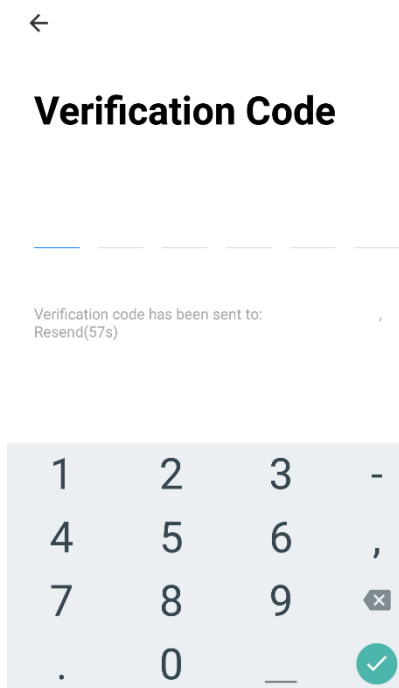 Verification Code
Verification code has been sent to: ,
Resend(57s)
1 2 3 -
4 5 6 ,
7 8 9
. 0 _